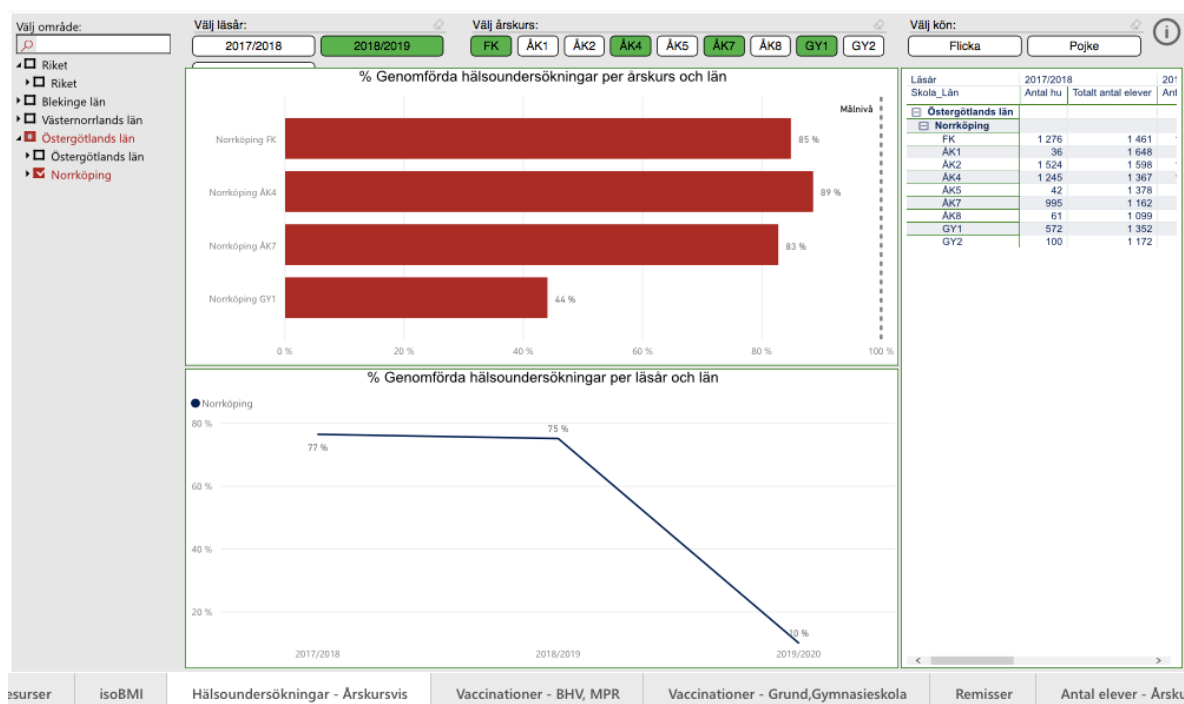 Välj område:
Riket
Riket
Blekinge län
Västernorrlands län
Östergötlands län
Östergötlands län
Norrköping
Välj läsår:
2017/2018 2018/2019
Välj årskurs:
FK ÅK1 ÅK2 ÅK4 ÅK5 ÅK7 ÅK8 GY1 GY2
Välj kön:
Flicka Pojke
i
% Genomförda hälsoundersökningar per årskurs och län
Målnivå
Norrköping FK 85 %
Norrköping ÅK4 89 %
Norrköping ÅK7 83 %
Norrköping GY1 44 %
0 % 20 % 40 % 60 % 80 % 100 %
% Genomförda hälsoundersökningar per läsår och län
Norrköping
80 %
77 %
75 %
60 %
40 %
20 %
10 %
2017/2018 2018/2019 2019/2020
Läsår 2017/2018 201
Skola_Län Antal hu Totalt antal elever Ant
Östergötlands län
Norrköping
FK 1 276 1 461
ÅK1 36 1 648
ÅK2 1 524 1 598
ÅK4 1 245 1 367
ÅK5 42 1 378
ÅK7 995 1 162
ÅK8 61 1 099
GY1 572 1 352
GY2 100 1 172
esurser isoBMI Hälsoundersökningar - Årskursvis Vaccinationer - BHV, MPR Vaccinationer - Grund,Gymnasieskola Remisser Antal elever - Årsku